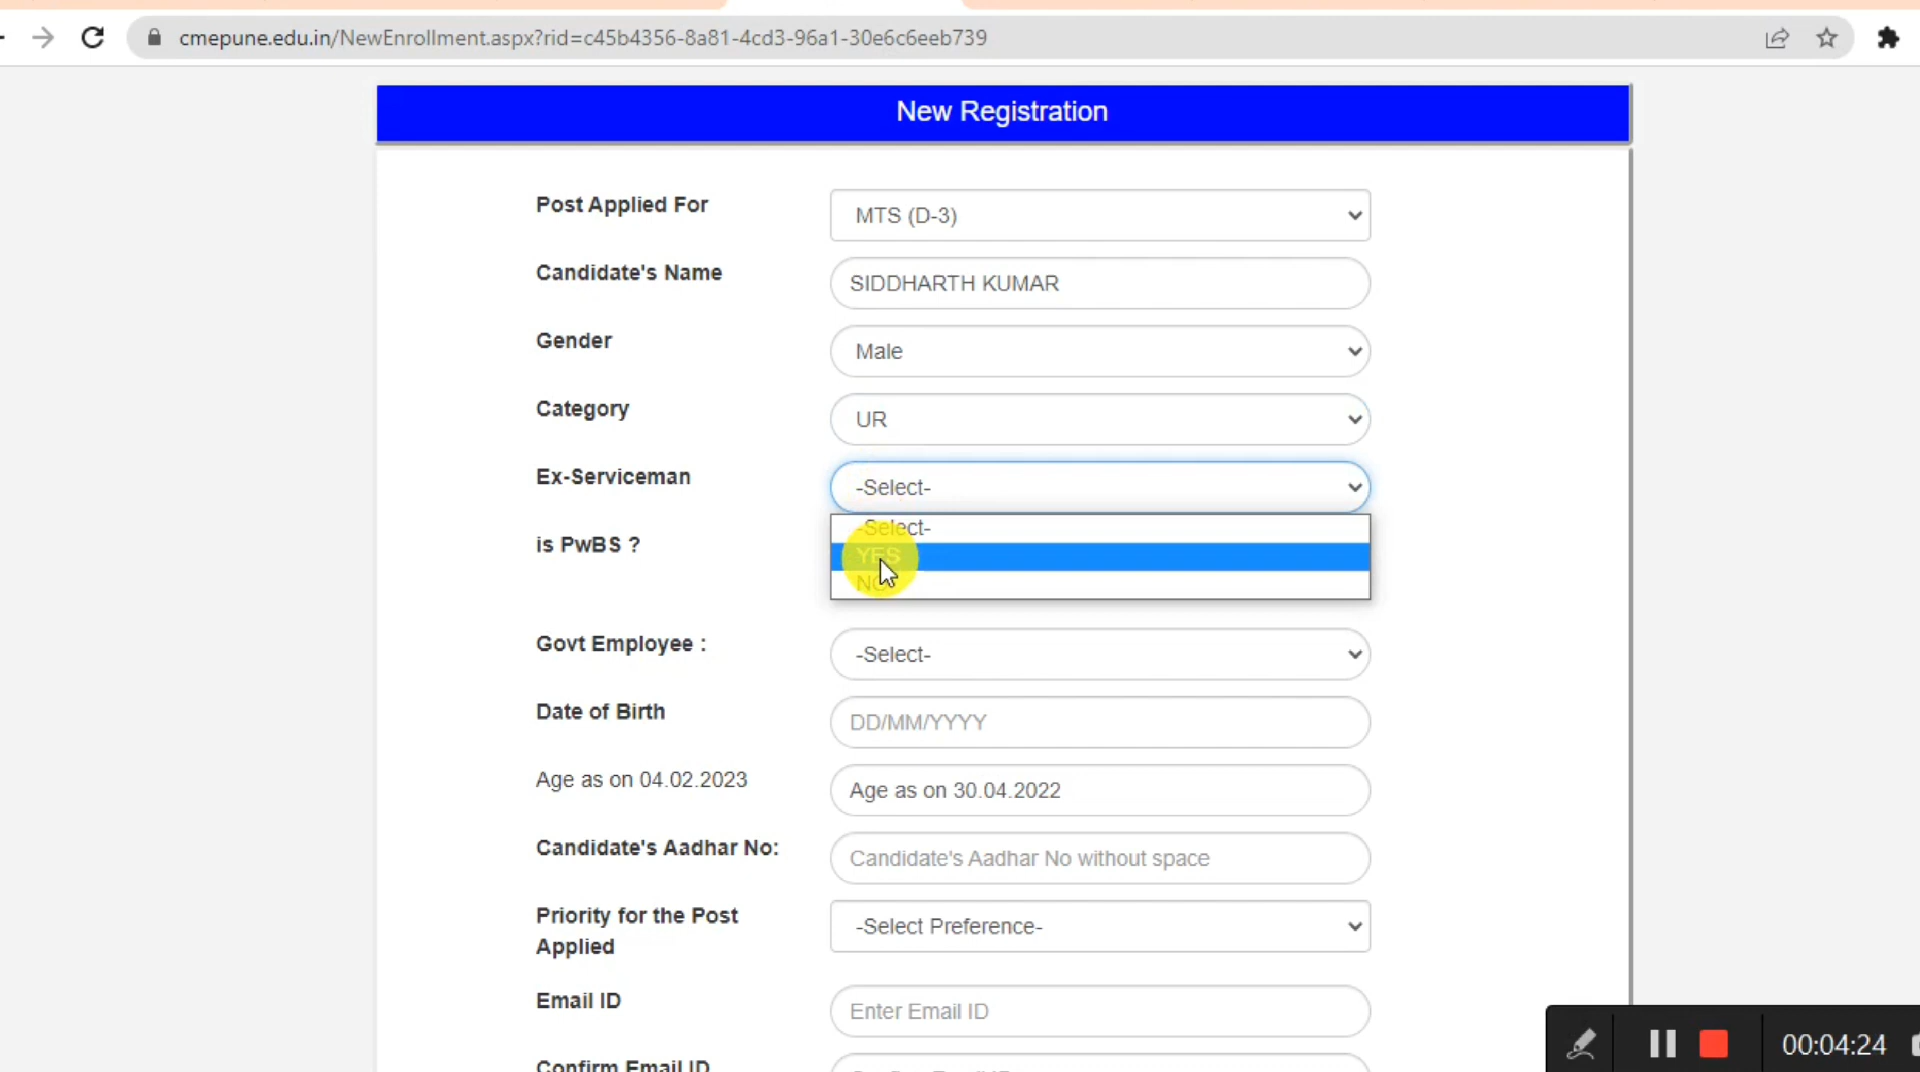 cmepune.edu.in/NewEnrollment.aspx?rid=c45b4356-8a81-4cd3-96a1-30e6c6eeb739
New Registration
Post Applied For
MTS (D-3)
Candidate's Name
SIDDHARTH KUMAR
Gender
Male
Category
UR
Ex-Serviceman
-Select-
-Select-
YES
NO
is PwBS ?
Govt Employee :
-Select-
Date of Birth
DD/MM/YYYY
Age as on 04.02.2023
Age as on 30.04.2022
Candidate's Aadhar No:
Candidate's Aadhar No without space
Priority for the Post
Applied
-Select Preference-
Email ID
Enter Email ID
Confirm Email ID
00:04:24